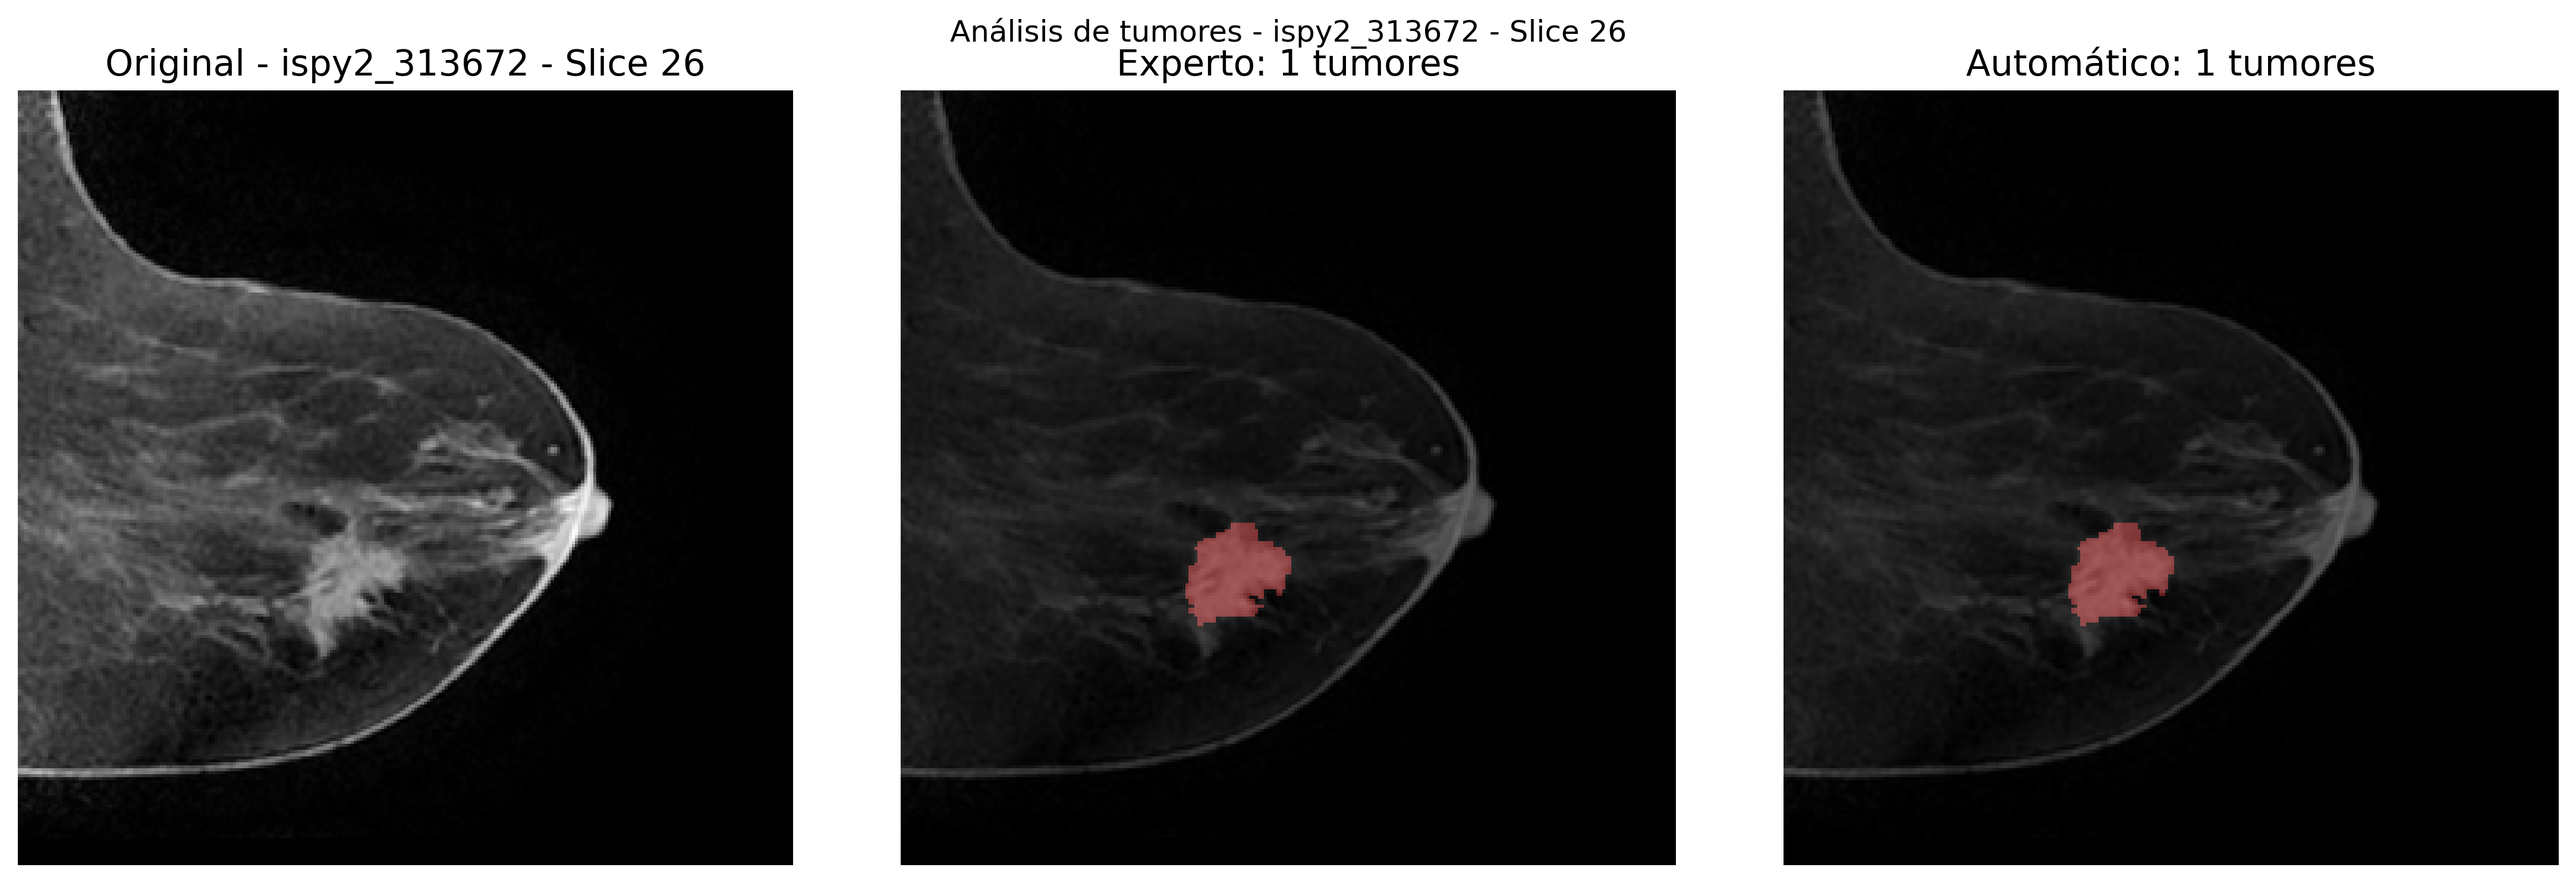 Análisis de tumores - ispy2_313672 - Slice 26
Original - ispy2_313672 - Slice 26
Experto: 1 tumores
Automático: 1 tumores